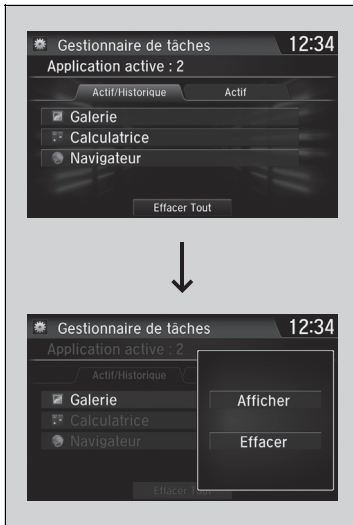 Gestionnaire de tâches 12:34
Application active : 2
Actif/Historique Actif
Galerie
Calculatrice
Navigateur
Effacer Tout
Gestionnaire de tâches 12:34
Application active : 2
Actif/Historique
Galerie Afficher
Calculatrice
Navigateur Effacer
Effacer Tout